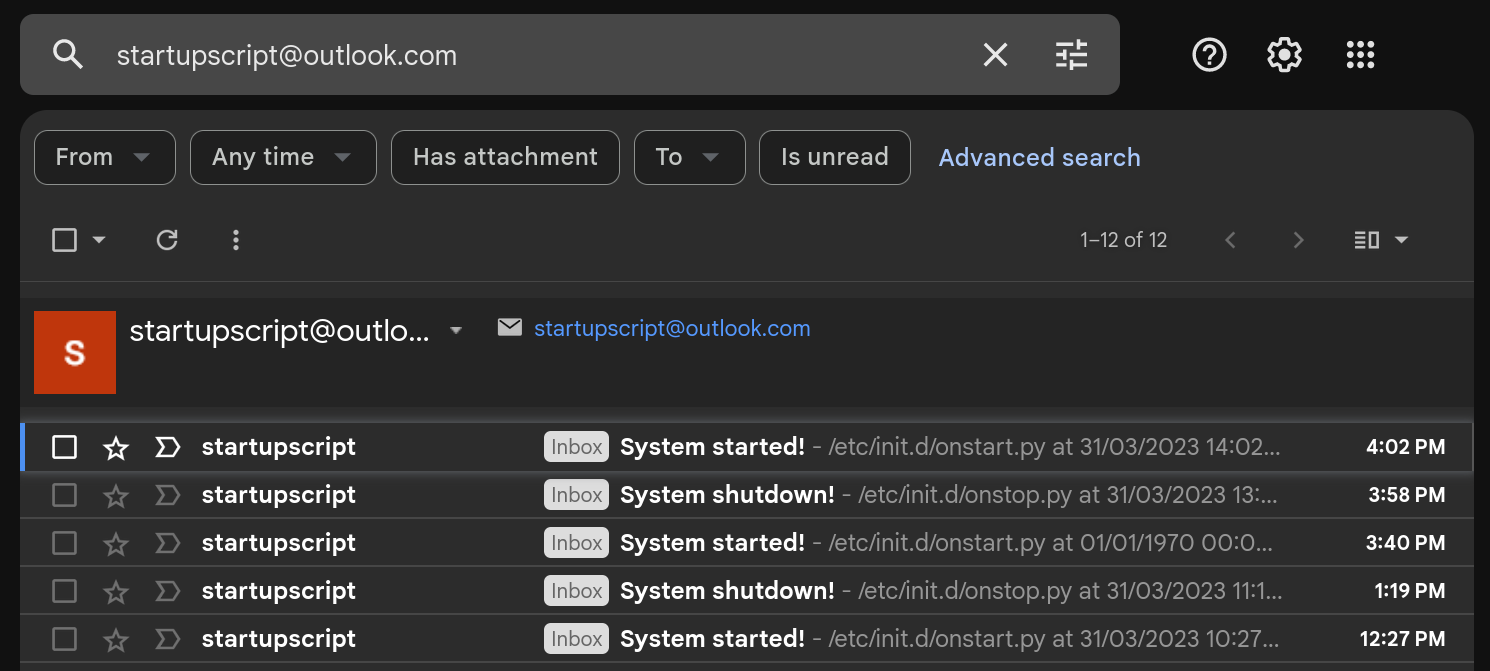 startupscript@outlook.com
From Any time Has attachment To Is unread Advanced search
1–12 of 12
S startupscript@outlo... startupscript@outlook.com
startupscript Inbox System started! - /etc/init.d/onstart.py at 31/03/2023 14:02... 4:02 PM
startupscript Inbox System shutdown! - /etc/init.d/onstop.py at 31/03/2023 13:... 3:58 PM
startupscript Inbox System started! - /etc/init.d/onstart.py at 01/01/1970 00:0... 3:40 PM
startupscript Inbox System shutdown! - /etc/init.d/onstop.py at 31/03/2023 11:1... 1:19 PM
startupscript Inbox System started! - /etc/init.d/onstart.py at 31/03/2023 10:27... 12:27 PM